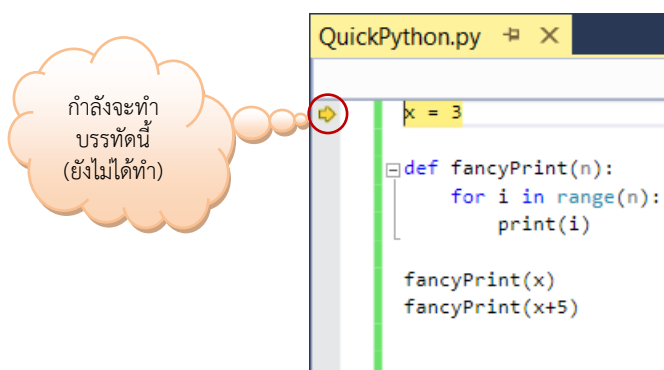 QuickPython.py
กำลังจะทำ
บรรทัดนี้
(ยังไม่ได้ทำ)
x = 3
def fancyPrint(n):
for i in range(n):
print(i)
fancyPrint(x)
fancyPrint(x+5)